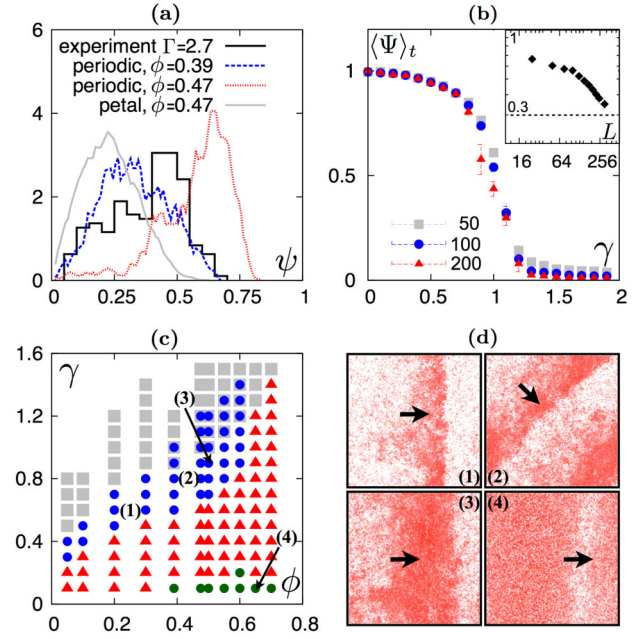 (a)
experiment Γ=2.7
periodic, ϕ=0.39
periodic, ϕ=0.47
petal, ϕ=0.47
6
4
2
0
0 0.25 0.5 0.75 1
ψ
(b)
⟨Ψ⟩t
1
0.5
0
0 0.5 1 1.5 2
γ
50
100
200
1
0.3
L
16 64 256
(c)
γ
1.6
1.2
0.8
0.4
0
0 0.2 0.4 0.6 0.8
ϕ
(1)
(2)
(3)
(4)
(d)
(1)
(2)
(3)
(4)